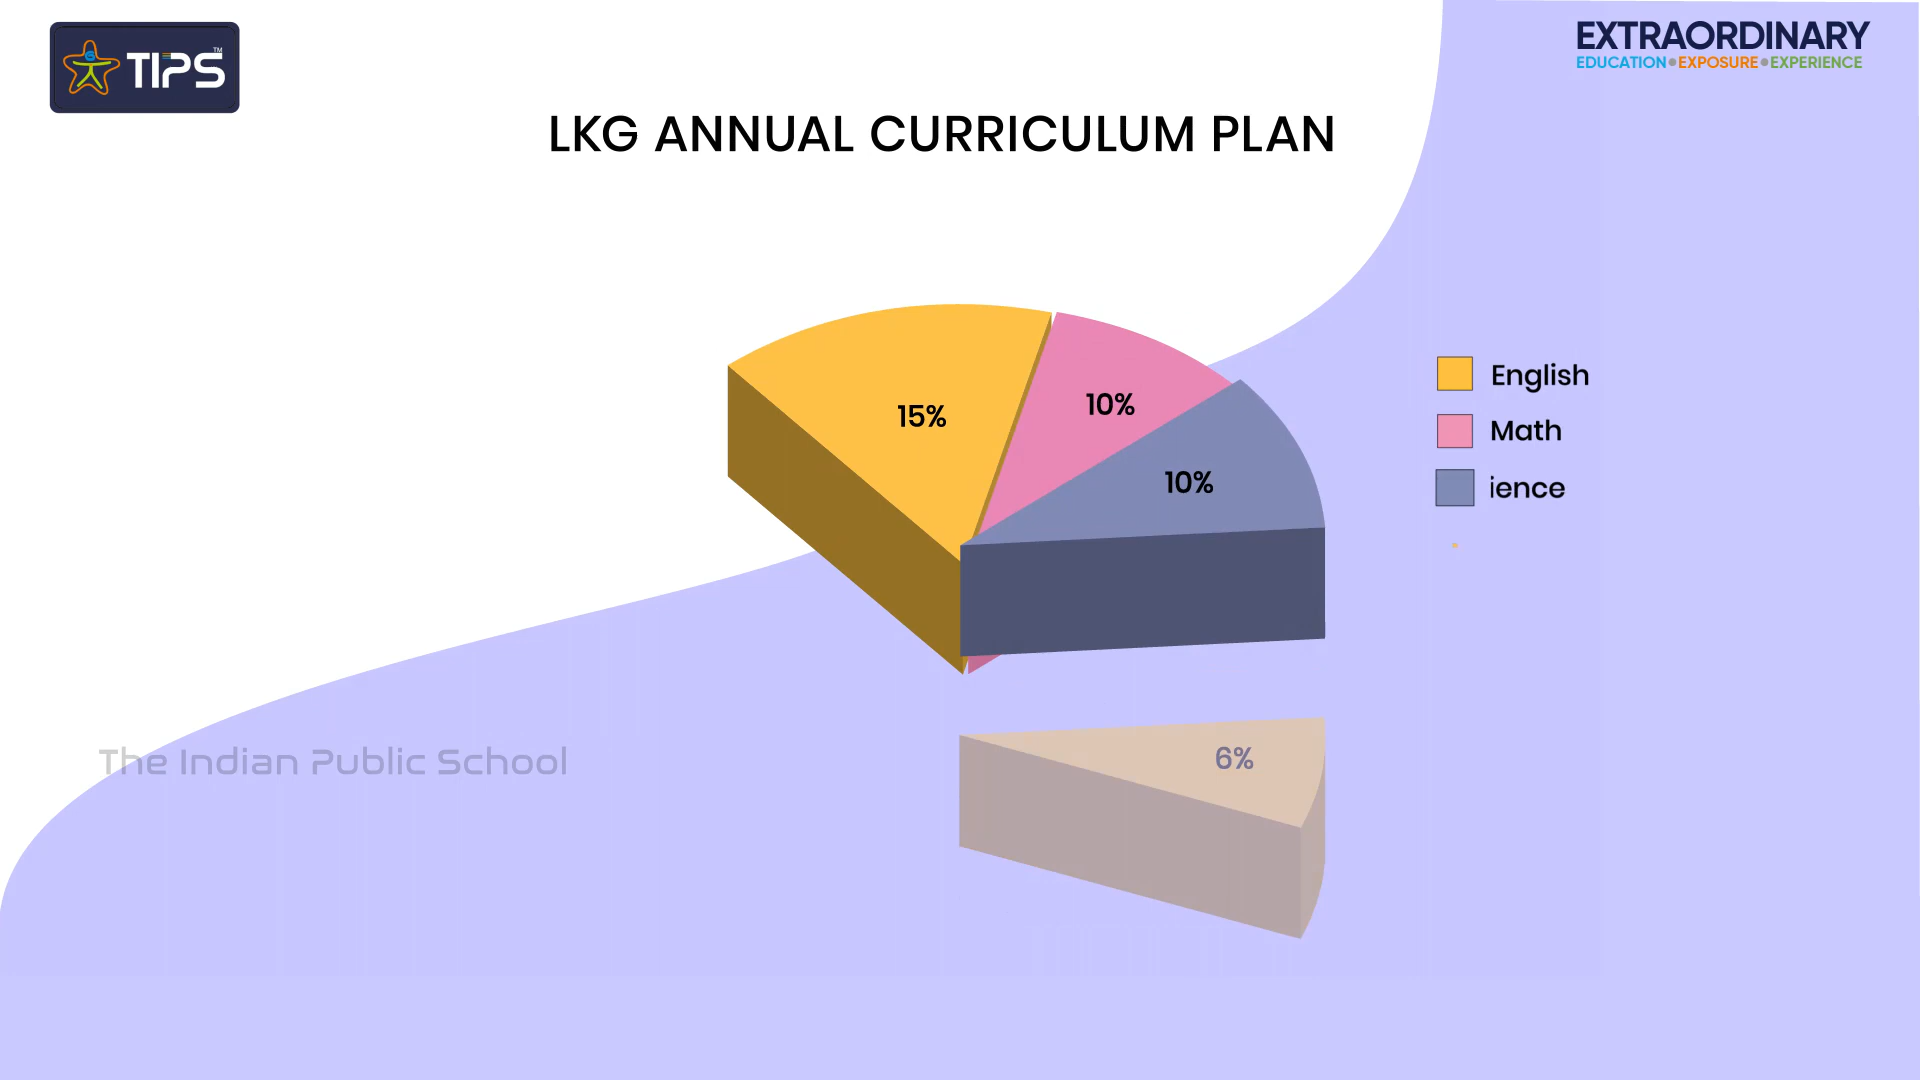 TIPS™
EXTRAORDINARY
EDUCATION•EXPOSURE•EXPERIENCE
LKG ANNUAL CURRICULUM PLAN
English
15%
10%
Math
10%
ience
6%
The Indian Public School